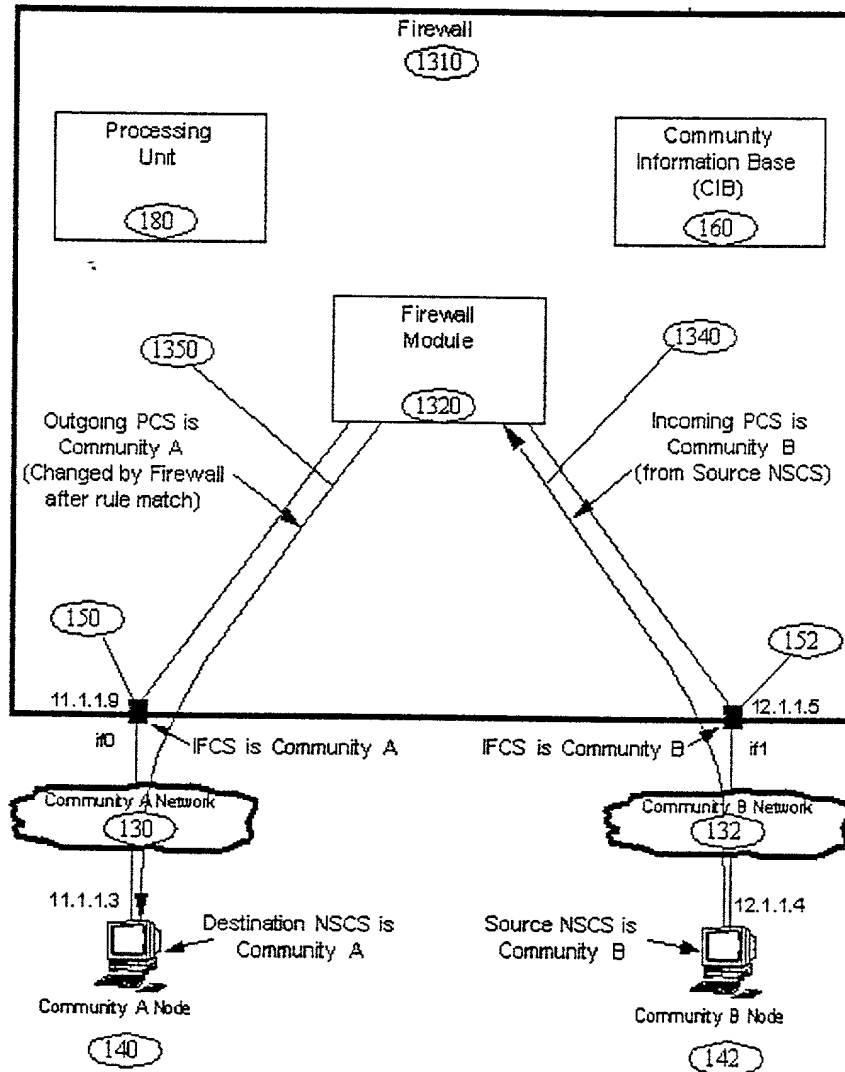 Firewall
1310
Processing
Unit
180
Community
Information Base
(CIB)
160
Firewall
Module
1320
1350
1340
Outgoing PCS is
Community A
(Changed by Firewall
after rule match)
Incoming PCS is
Community B
(from Source NSCS)
150
152
11.1.1.9
12.1.1.5
if0
IFCS is Community A
IFCS is Community B
if1
Community A Network
130
Community B Network
132
11.1.1.3
12.1.1.4
Destination NSCS is
Community A
Source NSCS is
Community B
Community A Node
Community B Node
140
142